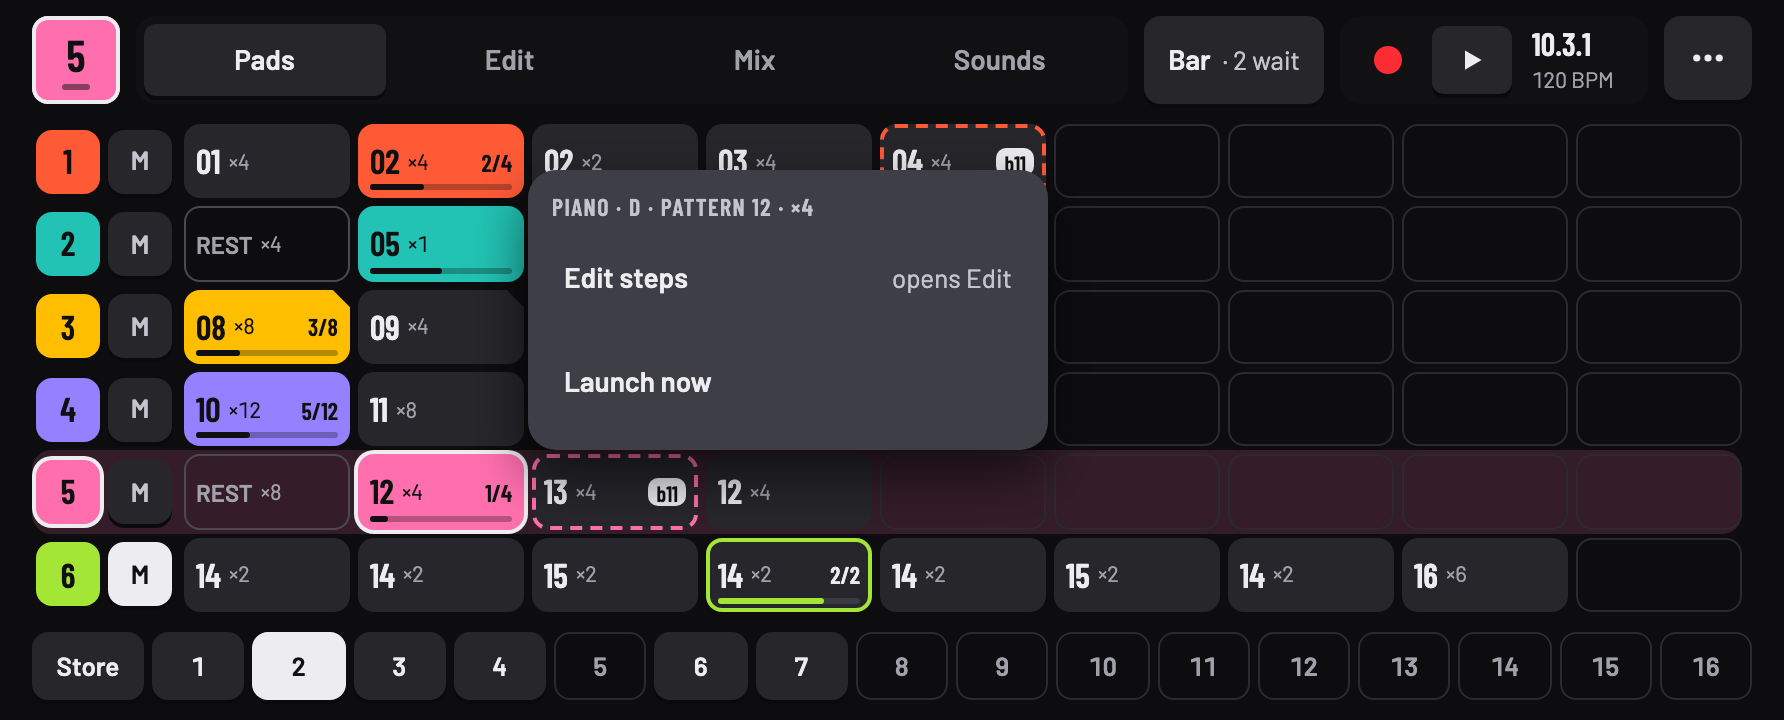 5 Pads Edit Mix Sounds Bar · 2 wait 10.3.1
120 BPM
1 M 01 ×4 02 ×4 2/4 02 ×2 03 ×4 04 ×4 b11
PIANO · D · PATTERN 12 · ×4
2 M REST ×4 05 ×1
Edit steps opens Edit
3 M 08 ×8 3/8 09 ×4
Launch now
4 M 10 ×12 5/12 11 ×8
5 M REST ×8 12 ×4 1/4 13 ×4 b11 12 ×4
6 M 14 ×2 14 ×2 15 ×2 14 ×2 2/2 14 ×2 15 ×2 14 ×2 16 ×6
Store 1 2 3 4 5 6 7 8 9 10 11 12 13 14 15 16